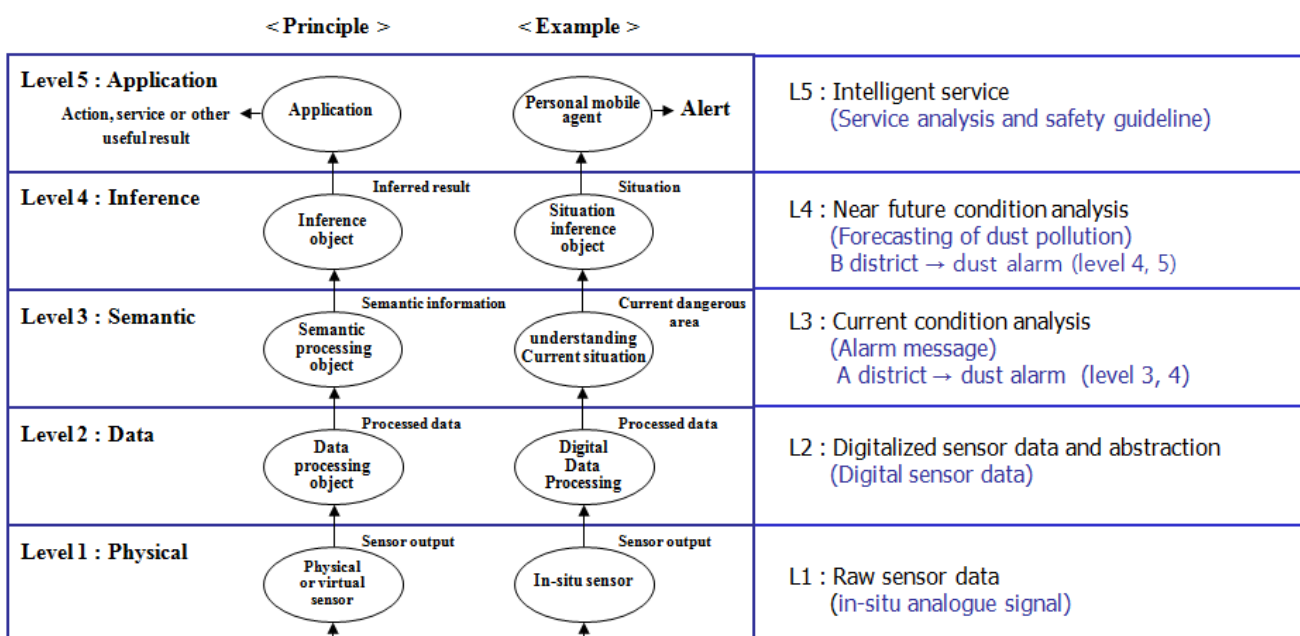 < Principle >
< Example >
Level 5 : Application
Action, service or other
useful result
Application
Personal mobile
agent
Alert
L5 : Intelligent service
(Service analysis and safety guideline)
Level 4 : Inference
Inferred result
Inference
object
Situation
Situation
inference
object
L4 : Near future condition analysis
(Forecasting of dust pollution)
B district → dust alarm (level 4, 5)
Level 3 : Semantic
Semantic information
Semantic
processing
object
Current dangerous
area
understanding
Current situation
L3 : Current condition analysis
(Alarm message)
A district → dust alarm (level 3, 4)
Level 2 : Data
Processed data
Data
processing
object
Processed data
Digital
Data
Processing
L2 : Digitalized sensor data and abstraction
(Digital sensor data)
Level 1 : Physical
Sensor output
Physical
or virtual
sensor
Sensor output
In-situ sensor
L1 : Raw sensor data
(in-situ analogue signal)